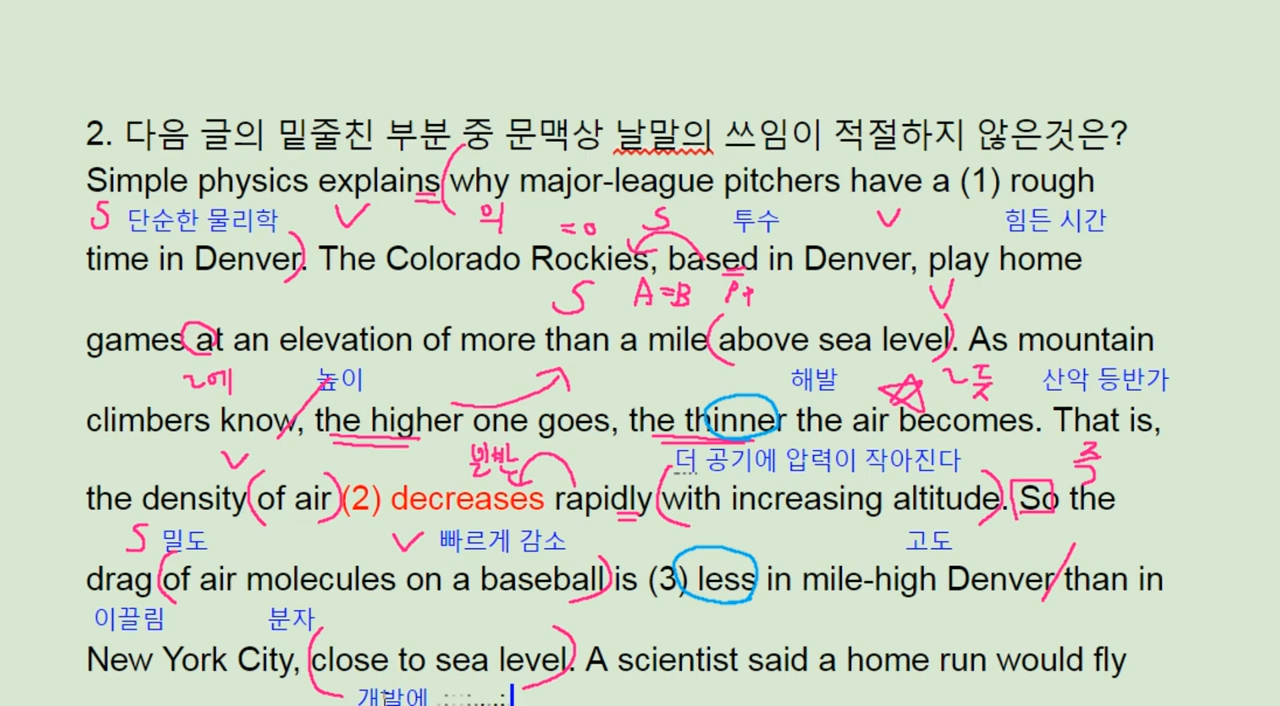 2. 다음 글의 밑줄친 부분 중 문맥상 날말의 쓰임이 적절하지 않은것은?
Simple physics explains why major-league pitchers have a (1) rough
S 단순한 물리학 V 의 =o S 투수 V 힘든 시간
time in Denver. The Colorado Rockies, based in Denver, play home
S A=B V
games at an elevation of more than a mile above sea level. As mountain
~에 높이 해발 ~듯 산악 등반가
climbers know, the higher one goes, the thinner the air becomes. That is,
V 더 공기에 압력이 작아진다 즉
the density of air (2) decreases rapidly with increasing altitude. So the
S 밀도 V 빠르게 감소 고도
drag of air molecules on a baseball is (3) less in mile-high Denver than in
이끌림 분자
New York City, close to sea level. A scientist said a home run would fly
개발에